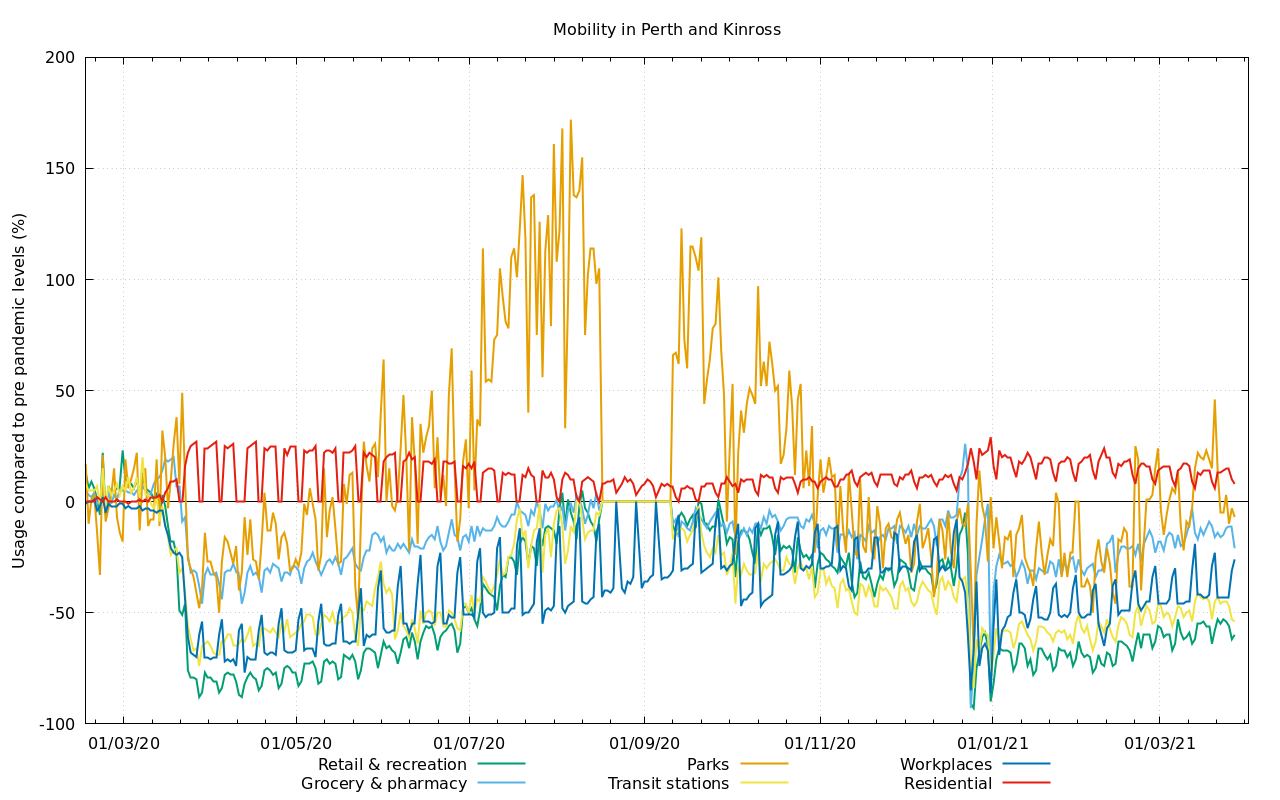 Mobility in Perth and Kinross
Usage compared to pre pandemic levels (%)
200
150
100
50
0
-50
-100
01/03/20 01/05/20 01/07/20 01/09/20 01/11/20 01/01/21 01/03/21
Retail & recreation Parks Workplaces
Grocery & pharmacy Transit stations Residential